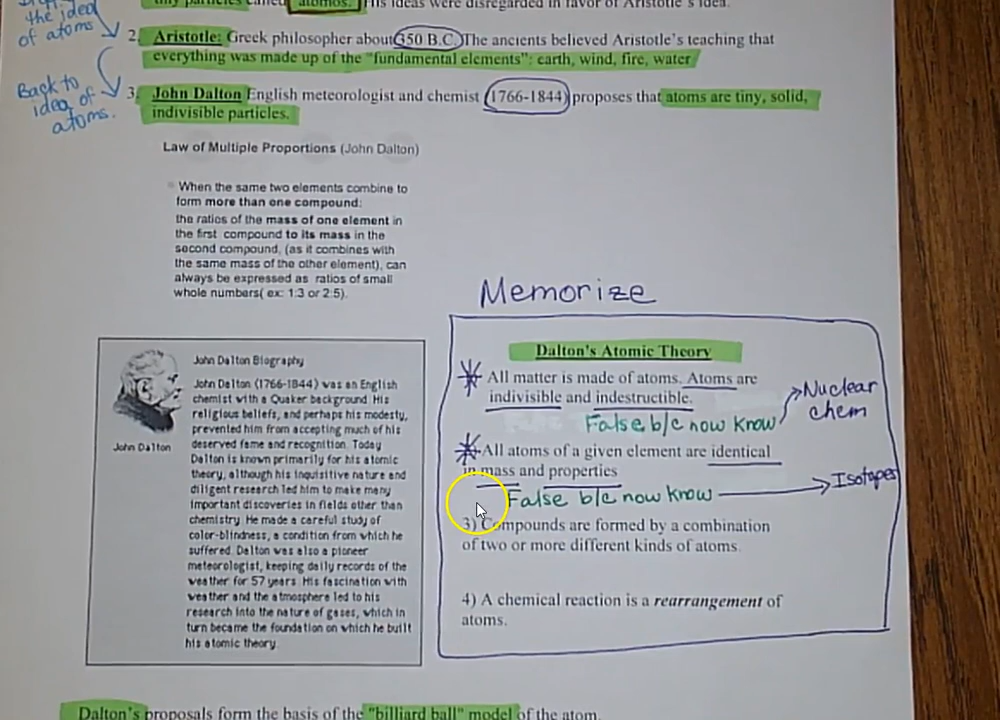 the idea
of atoms
tiny particles called "atomos." His ideas were disregarded in favor of Aristotle's idea.
2. Aristotle: Greek philosopher about 350 B.C. The ancients believed Aristotle's teaching that
everything was made up of the "fundamental elements": earth, wind, fire, water
Back to
idea of
atoms.
3. John Dalton English meteorologist and chemist (1766-1844) proposes that atoms are tiny, solid,
indivisible particles.
Law of Multiple Proportions (John Dalton)
When the same two elements combine to
form more than one compound:
the ratios of the mass of one element in
the first compound to its mass in the
second compound, (as it combines with
the same mass of the other element), can
always be expressed as ratios of small
whole numbers( ex: 1:3 or 2:5).
John Dalton
John Dalton Biography
John Dalton (1766-1844) was an English
chemist with a Quaker background. His
religious beliefs, and perhaps his modesty,
prevented him from accepting much of his
deserved fame and recognition. Today
Dalton is known primarily for his atomic
theory, although his inquisitive nature and
diligent research led him to make many
important discoveries in fields other than
chemistry. He made a careful study of
color-blindness, a condition from which he
suffered. Dalton was also a pioneer
meteorologist, keeping daily records of the
weather for 57 years. His fascination with
weather and the atmosphere led to his
research into the nature of gases, which in
turn became the foundation on which he built
his atomic theory.
Memorize
Dalton's Atomic Theory
All matter is made of atoms. Atoms are
indivisible and indestructible.
False b/c now know
Nuclear
chem
All atoms of a given element are identical
in mass and properties
False b/c now know
Isotopes
3) Compounds are formed by a combination
of two or more different kinds of atoms.
4) A chemical reaction is a rearrangement of
atoms.
Dalton's proposals form the basis of the "billiard ball" model of the atom.